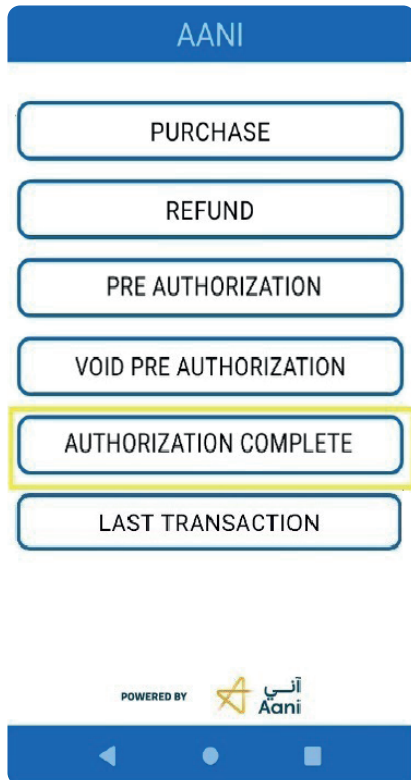 AANI
PURCHASE
REFUND
PRE AUTHORIZATION
VOID PRE AUTHORIZATION
AUTHORIZATION COMPLETE
LAST TRANSACTION
POWERED BY
آني
Aani